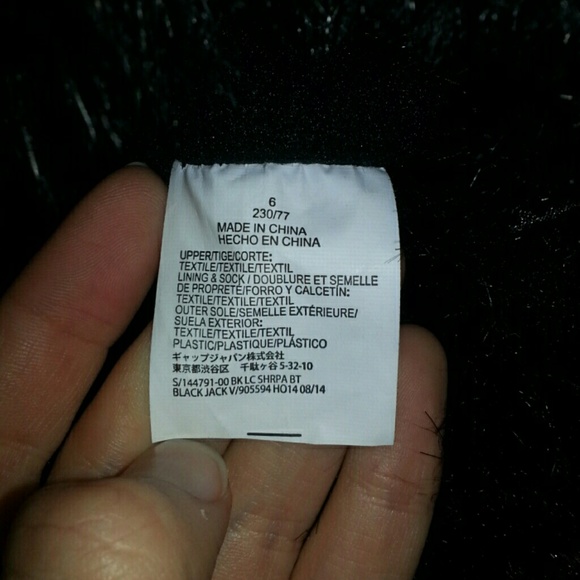 6
230/77
MADE IN CHINA
HECHO EN CHINA
UPPER/TIGE/CORTE:
TEXTILE/TEXTILE/TEXTIL
LINING & SOCK / DOUBLURE ET SEMELLE
DE PROPRETÉ/FORRO Y CALCETÍN:
TEXTILE/TEXTILE/TEXTIL
OUTER SOLE/SEMELLE EXTÉRIEURE/
SUELA EXTERIOR:
TEXTILE/TEXTILE/TEXTIL
PLASTIC/PLASTIQUE/PLÁSTICO
ギャップジャパン株式会社
東京都渋谷区 千駄ヶ谷 5-32-10
S/144791-00 BK LC SHRPA BT
BLACK JACK V/905594 HO14 08/14